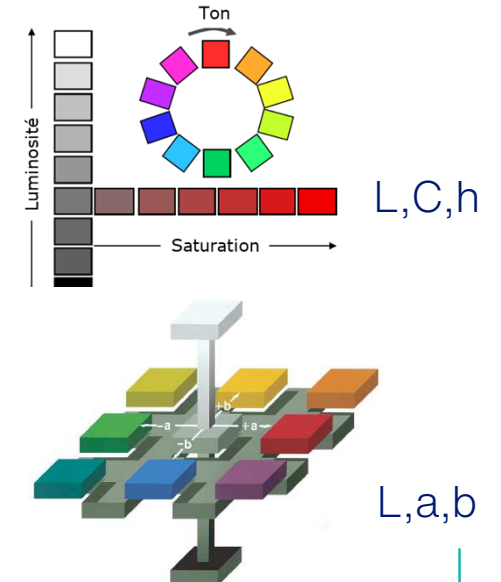 Ton
Luminosité
L,C,h
Saturation
+b
-a
+a
-b
L,a,b